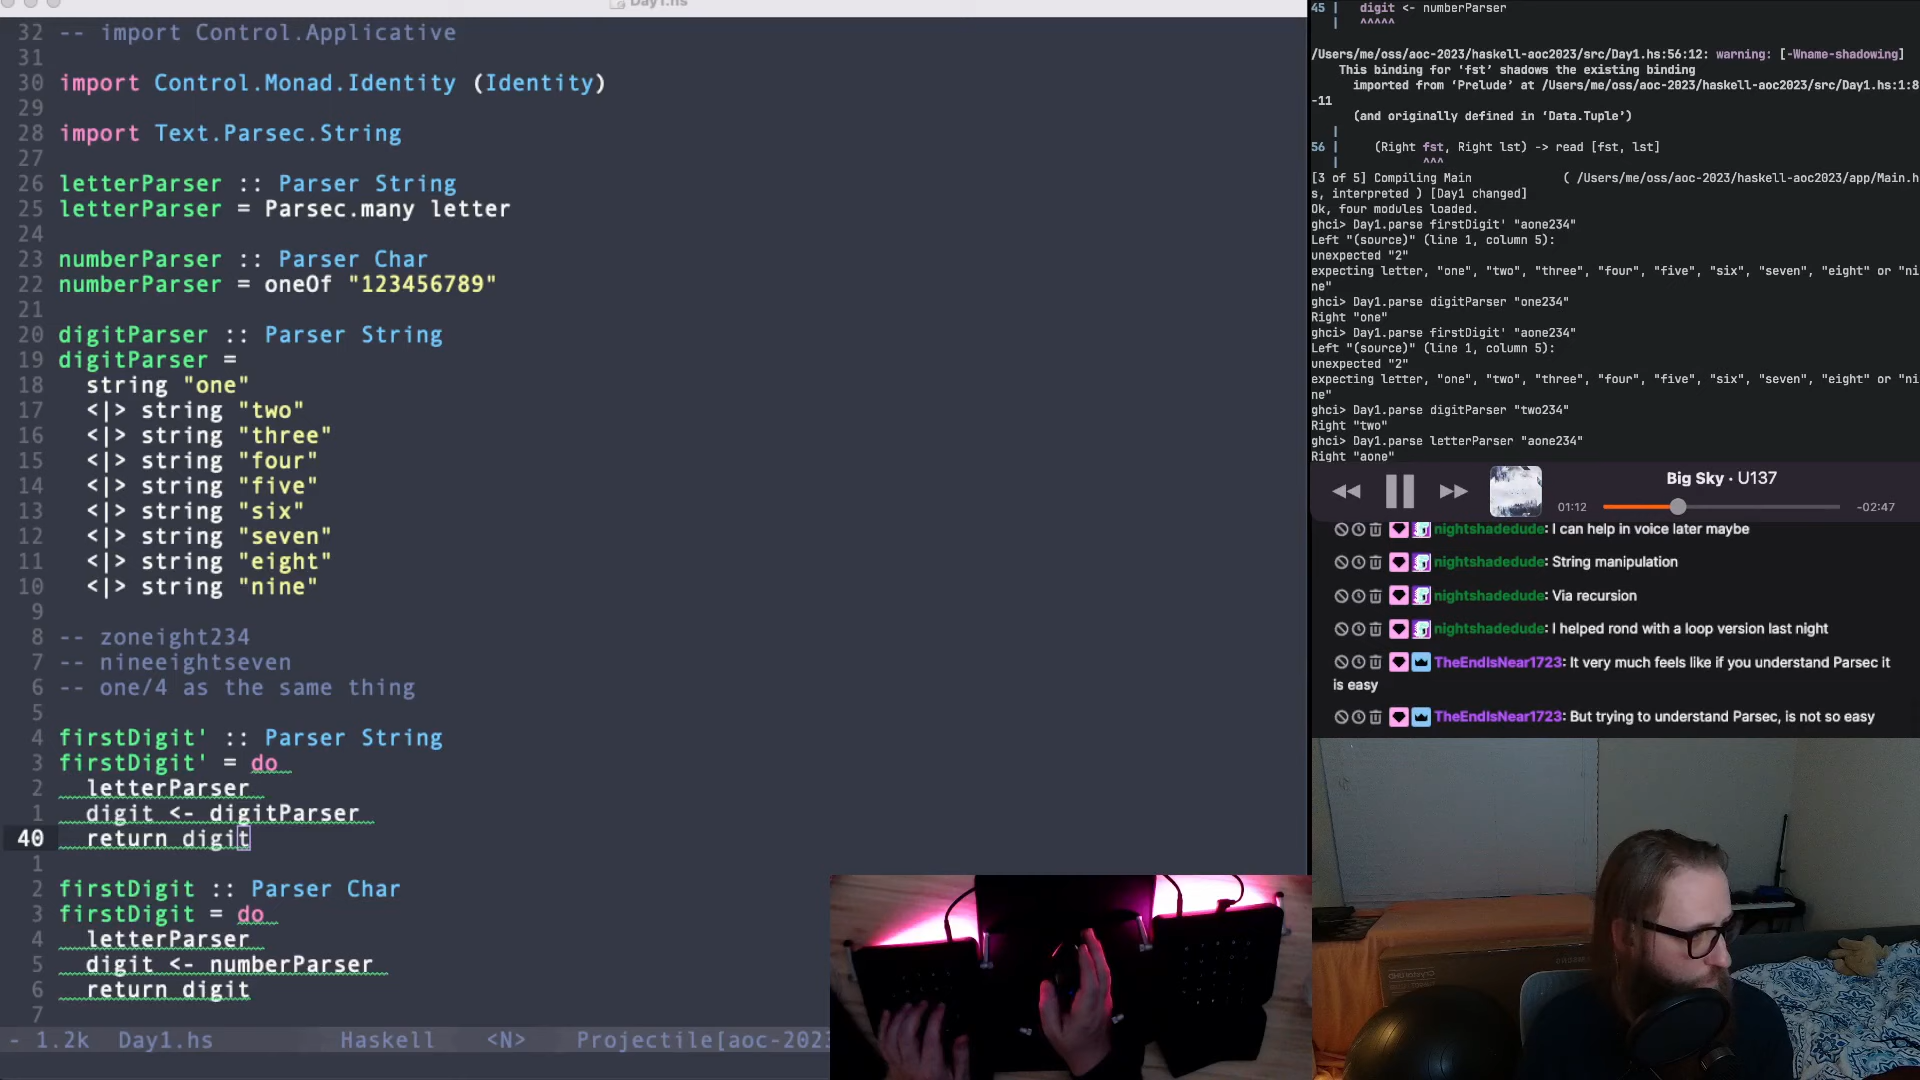 Day1.hs
32 -- import Control.Applicative
31
30 import Control.Monad.Identity (Identity)
29
28 import Text.Parsec.String
27
26 letterParser :: Parser String
25 letterParser = Parsec.many letter
24
23 numberParser :: Parser Char
22 numberParser = oneOf "123456789"
21
20 digitParser :: Parser String
19 digitParser =
18 string "one"
17 <|> string "two"
16 <|> string "three"
15 <|> string "four"
14 <|> string "five"
13 <|> string "six"
12 <|> string "seven"
11 <|> string "eight"
10 <|> string "nine"
9
8 -- zoneight234
7 -- nineeightseven
6 -- one/4 as the same thing
5
4 firstDigit' :: Parser String
3 firstDigit' = do
2 letterParser
1 digit <- digitParser
40 return digit
1
2 firstDigit :: Parser Char
3 firstDigit = do
4 letterParser
5 digit <- numberParser
6 return digit
7
- 1.2k Day1.hs Haskell <N> Projectile[aoc-202
45 | digit <- numberParser
| ^^^^^
/Users/me/oss/aoc-2023/haskell-aoc2023/src/Day1.hs:56:12: warning: [-Wname-shadowing]
This binding for ‘fst’ shadows the existing binding
imported from ‘Prelude’ at /Users/me/oss/aoc-2023/haskell-aoc2023/src/Day1.hs:1:8
-11
(and originally defined in ‘Data.Tuple’)
|
56 | (Right fst, Right lst) -> read [fst, lst]
| ^^^
[3 of 5] Compiling Main ( /Users/me/oss/aoc-2023/haskell-aoc2023/app/Main.h
s, interpreted ) [Day1 changed]
Ok, four modules loaded.
ghci> Day1.parse firstDigit' "aone234"
Left "(source)" (line 1, column 5):
unexpected "2"
expecting letter, "one", "two", "three", "four", "five", "six", "seven", "eight" or "ni
ne"
ghci> Day1.parse digitParser "one234"
Right "one"
ghci> Day1.parse firstDigit' "aone234"
Left "(source)" (line 1, column 5):
unexpected "2"
expecting letter, "one", "two", "three", "four", "five", "six", "seven", "eight" or "ni
ne"
ghci> Day1.parse digitParser "two234"
Right "two"
ghci> Day1.parse letterParser "aone234"
Right "aone"
Big Sky · U137
01:12 -02:47
nightshadedude: I can help in voice later maybe
nightshadedude: String manipulation
nightshadedude: Via recursion
nightshadedude: I helped rond with a loop version last night
TheEndIsNear1723: It very much feels like if you understand Parsec it
is easy
TheEndIsNear1723: But trying to understand Parsec, is not so easy